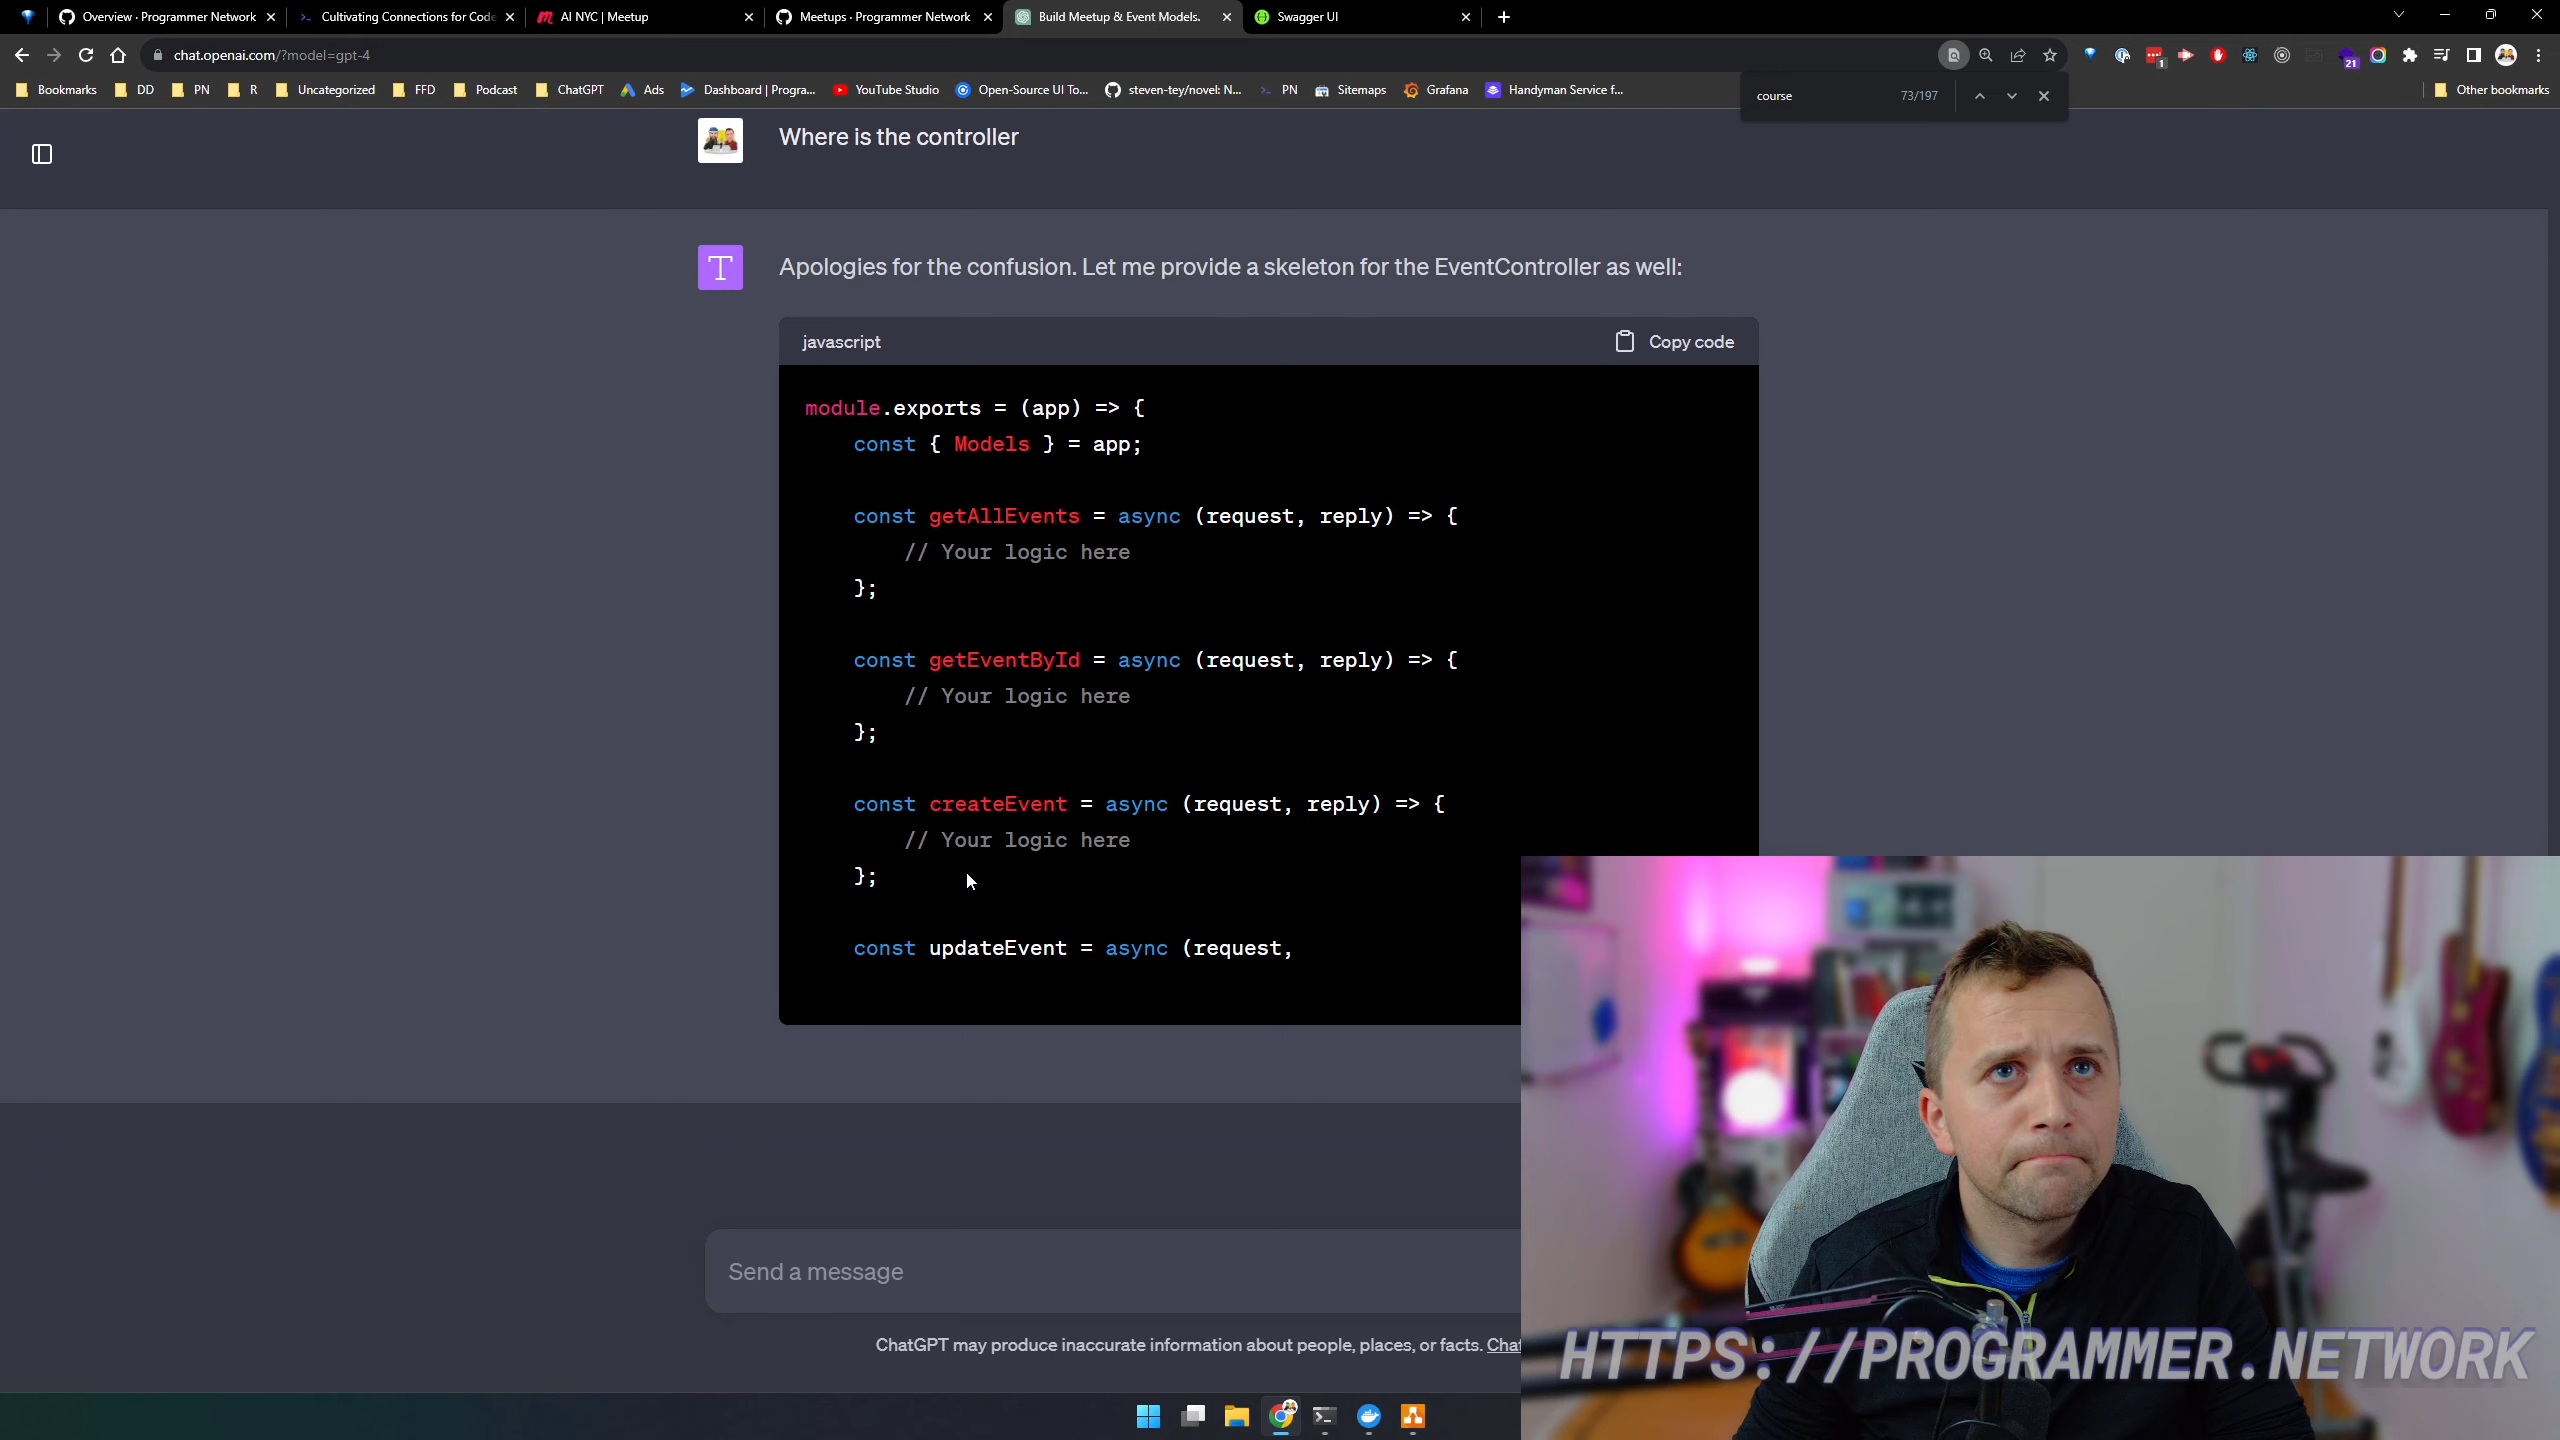 Overview · Programmer Network
Cultivating Connections for Code
AI NYC | Meetup
Meetups · Programmer Network
Build Meetup & Event Models.
Swagger UI
chat.openai.com/?model=gpt-4
1
21
Bookmarks
DD
PN
R
Uncategorized
FFD
Podcast
ChatGPT
Ads
Dashboard | Progra...
YouTube Studio
Open-Source UI To...
steven-tey/novel: N...
PN
Sitemaps
Grafana
Handyman Service f...
Other bookmarks
course 73/197
Where is the controller
T
Apologies for the confusion. Let me provide a skeleton for the EventController as well:
javascript
Copy code
module.exports = (app) => {
const { Models } = app;
const getAllEvents = async (request, reply) => {
// Your logic here
};
const getEventById = async (request, reply) => {
// Your logic here
};
const createEvent = async (request, reply) => {
// Your logic here
};
const updateEvent = async (request,
Send a message
ChatGPT may produce inaccurate information about people, places, or facts. Chat
HTTPS://PROGRAMMER.NETWORK